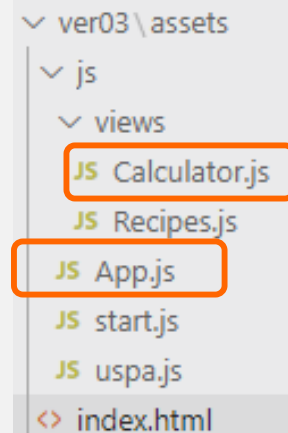 ver03\assets
js
views
JS Calculator.js
JS Recipes.js
JS App.js
JS start.js
JS uspa.js
<> index.html